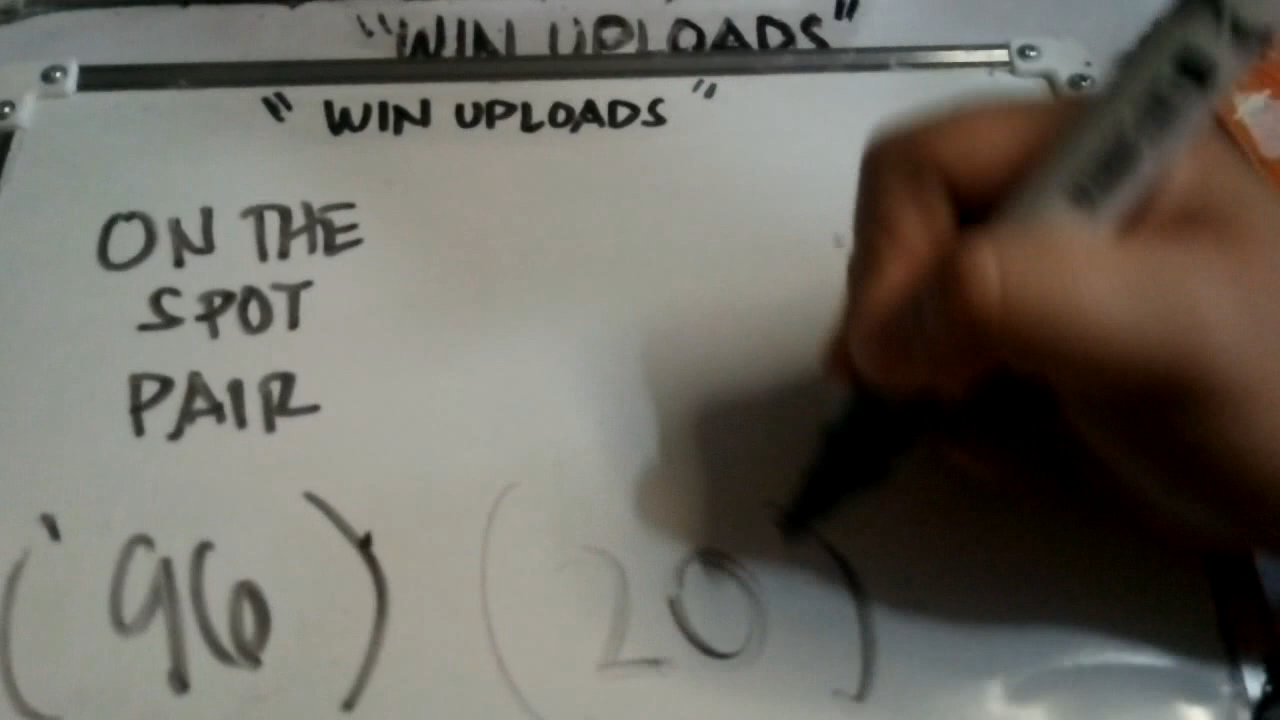 "WIN UPLOADS"
" WIN UPLOADS "
ON THE
SPOT
PAIR
(96) (20)